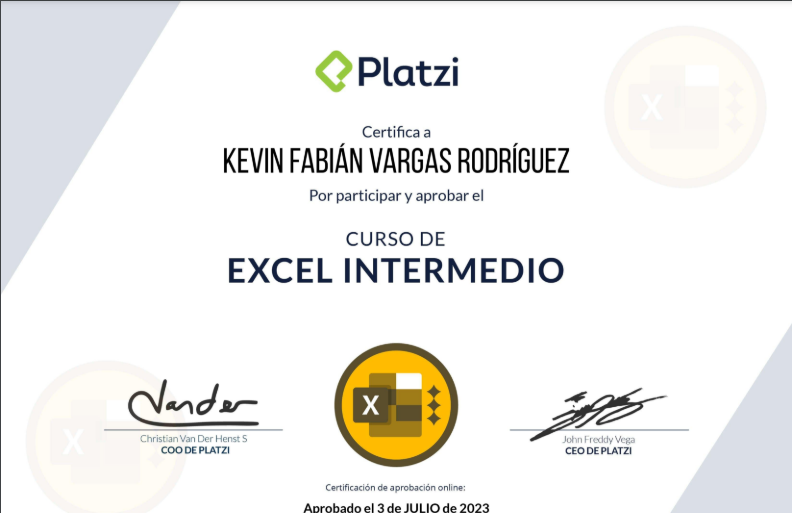 Platzi
Certifica a
KEVIN FABIÁN VARGAS RODRÍGUEZ
Por participar y aprobar el
CURSO DE
EXCEL INTERMEDIO
X
X
X
Vander
Christian Van Der Henst S
COO DE PLATZI
John Freddy Vega
CEO DE PLATZI
Certificación de aprobación online:
Aprobado el 3 de JULIO de 2023